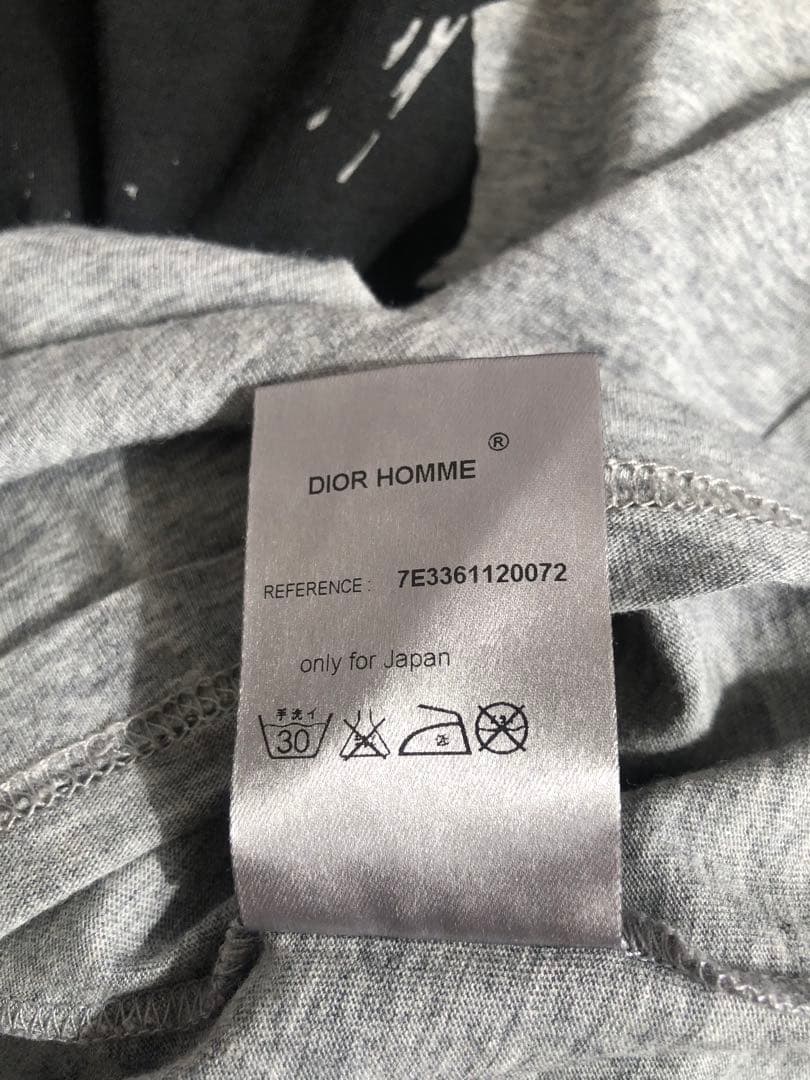 DIOR HOMME ®
REFERENCE : 7E3361120072
only for Japan
手洗イ
30